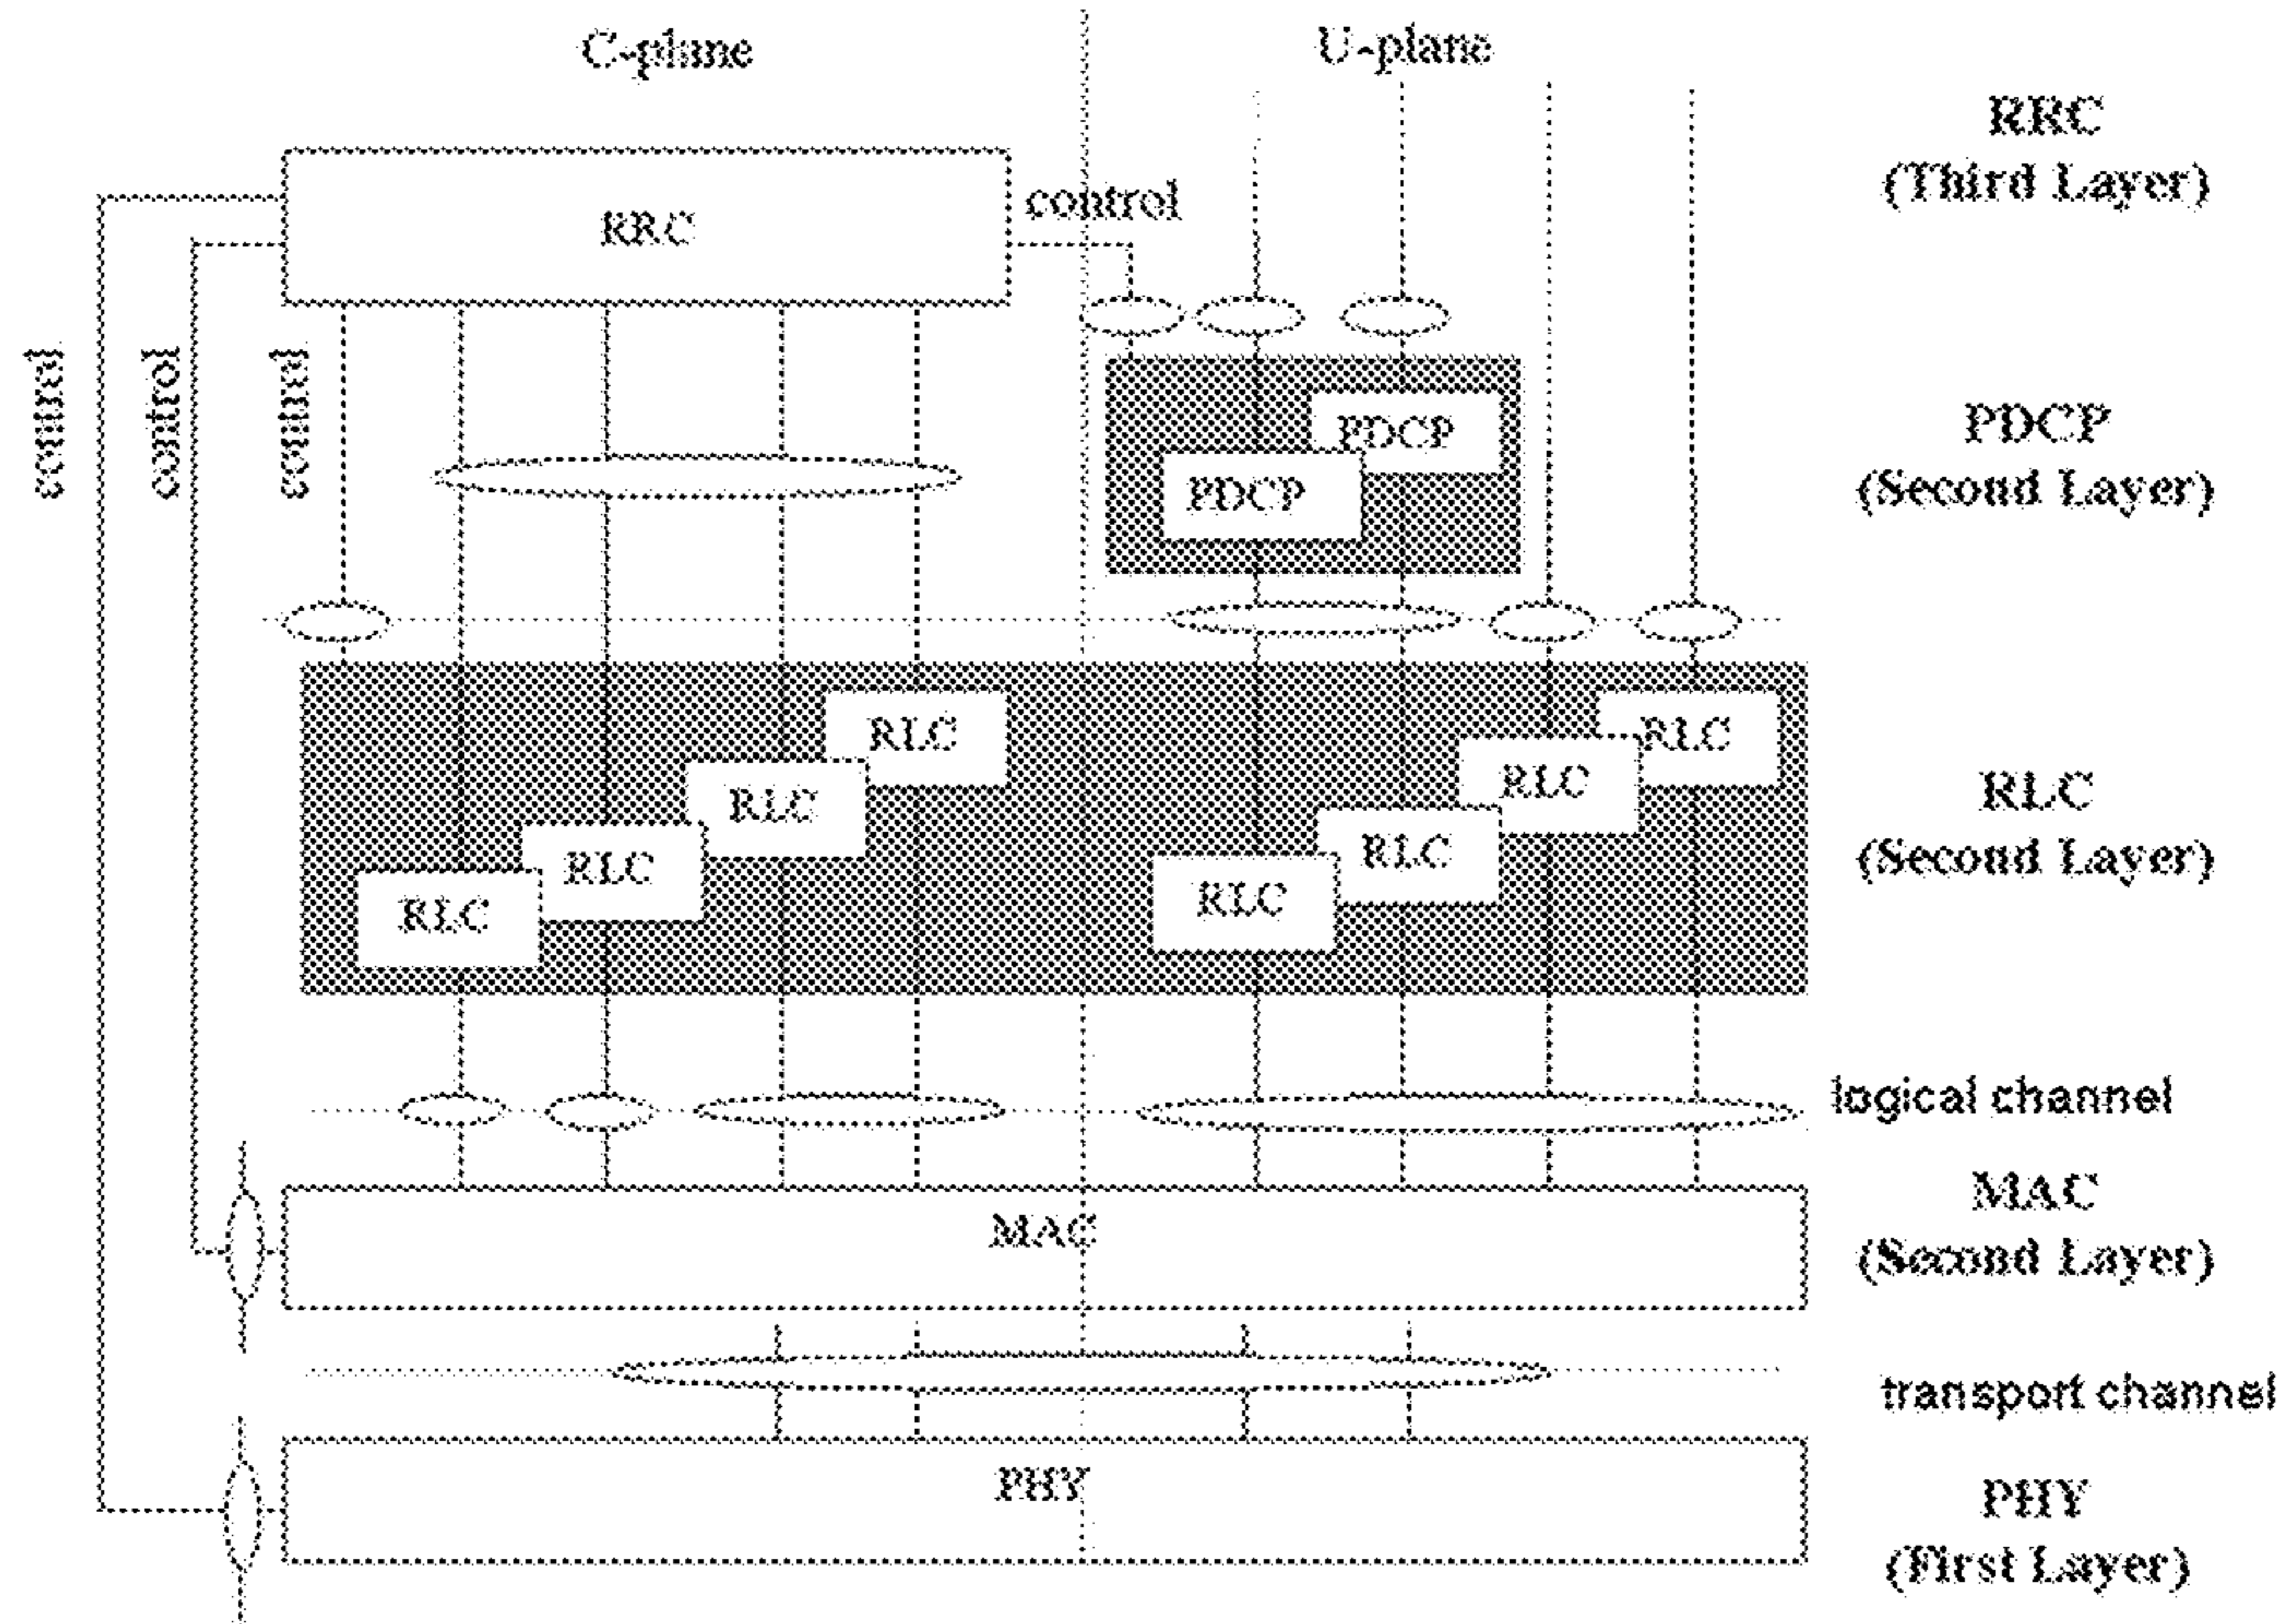 C-plane
U-plane
RRC
(Third Layer)
RRC
control
control
control
control
PDCP
PDCP
PDCP
(Second Layer)
RLC
RLC
RLC
RLC
RLC
RLC
RLC
RLC
RLC
(Second Layer)
logical channel
MAC
MAC
(Second Layer)
transport channel
PHY
PHY
(First Layer)